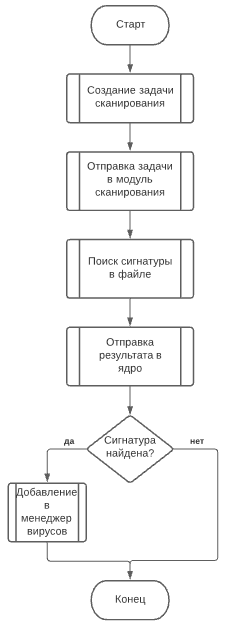 Старт
Создание задачи
сканирования
Отправка задачи
в модуль
сканирования
Поиск сигнатуры
в файле
Отправка
результата в
ядро
Сигнатура
найдена?
да
нет
Добавление
в
менеджер
вирусов
Конец